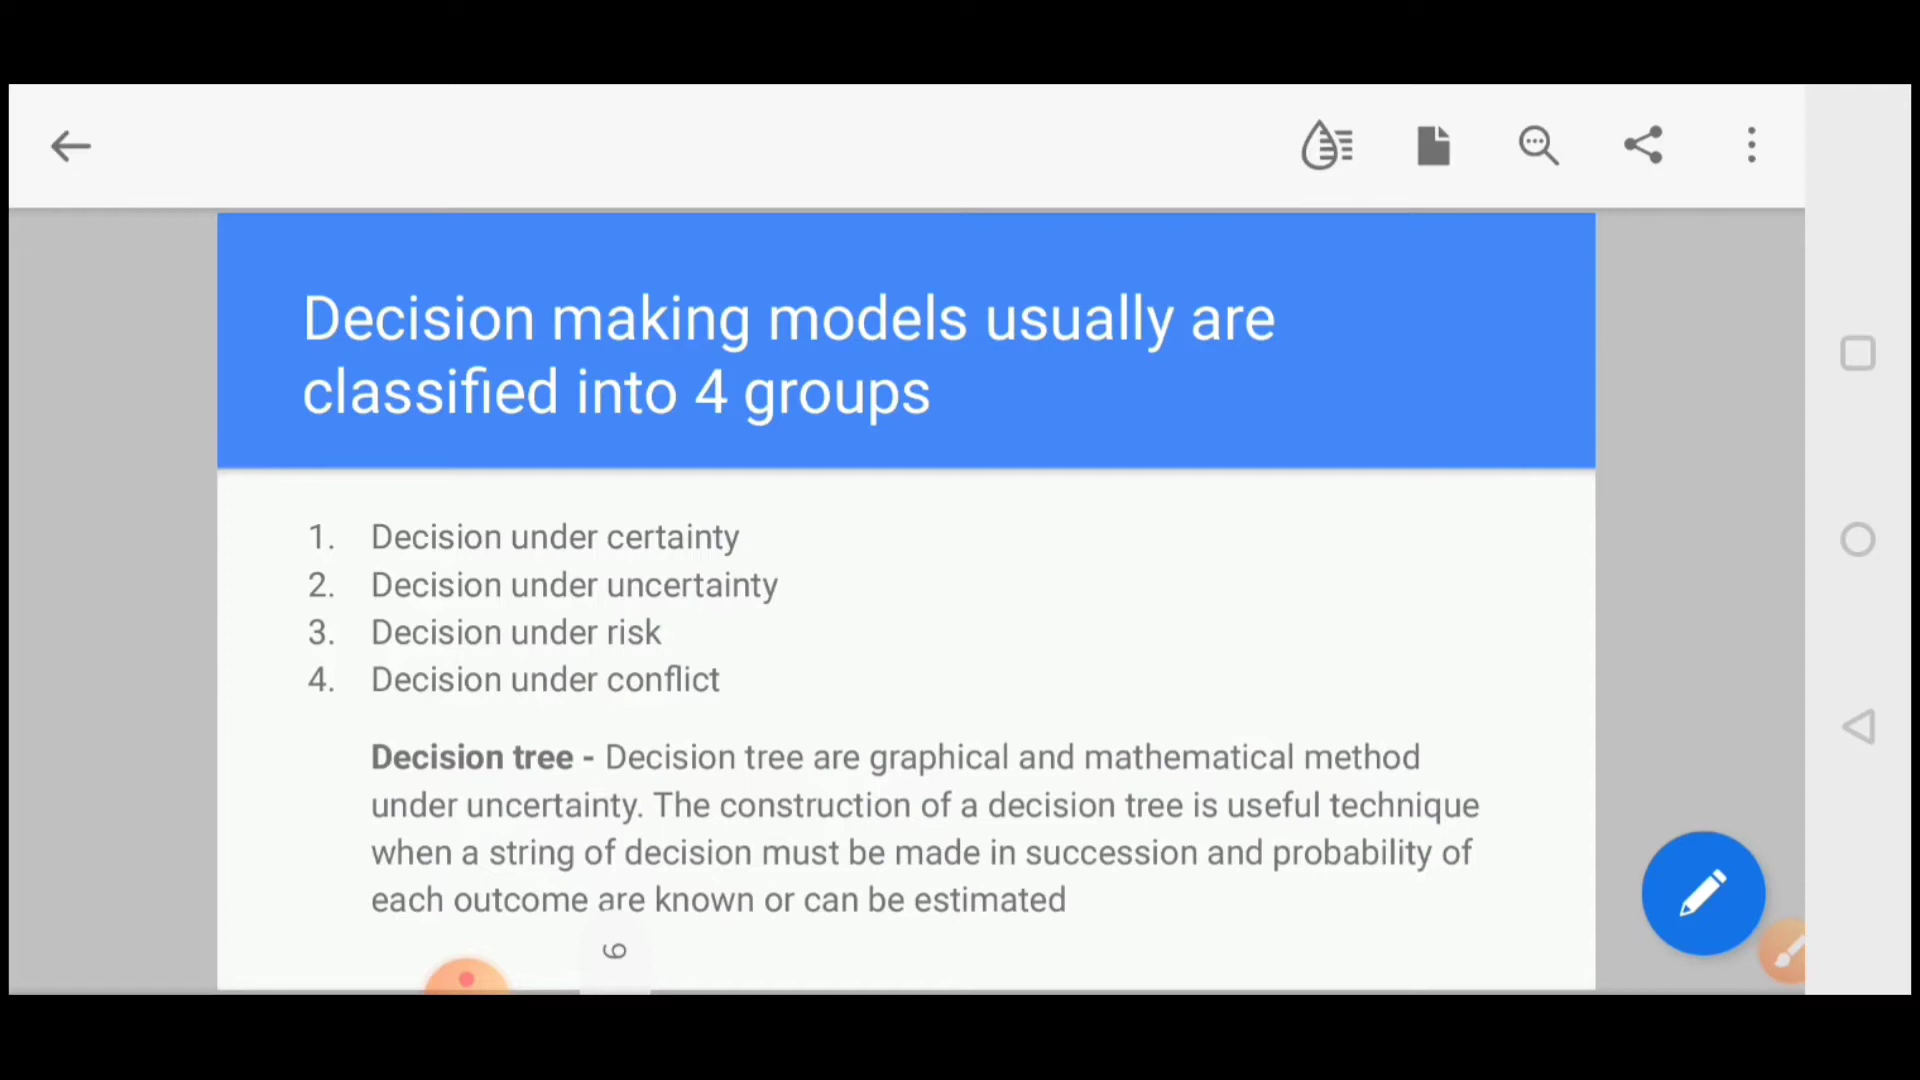 Decision making models usually are
classified into 4 groups
1. Decision under certainty
2. Decision under uncertainty
3. Decision under risk
4. Decision under conflict
Decision tree - Decision tree are graphical and mathematical method
under uncertainty. The construction of a decision tree is useful technique
when a string of decision must be made in succession and probability of
each outcome are known or can be estimated
6